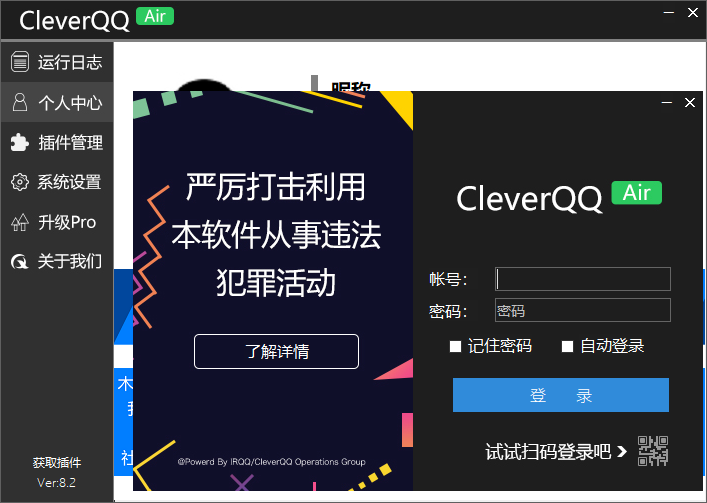 CleverQQ Air
运行日志
个人中心
插件管理
系统设置
升级Pro
关于我们
获取插件
Ver:8.2
昵称
木
社
严厉打击利用
本软件从事违法
犯罪活动
了解详情
@Powerd By IRQQ/CleverQQ Operations Group
CleverQQ Air
帐号：
密码： 密码
记住密码 自动登录
登 录
试试扫码登录吧 >